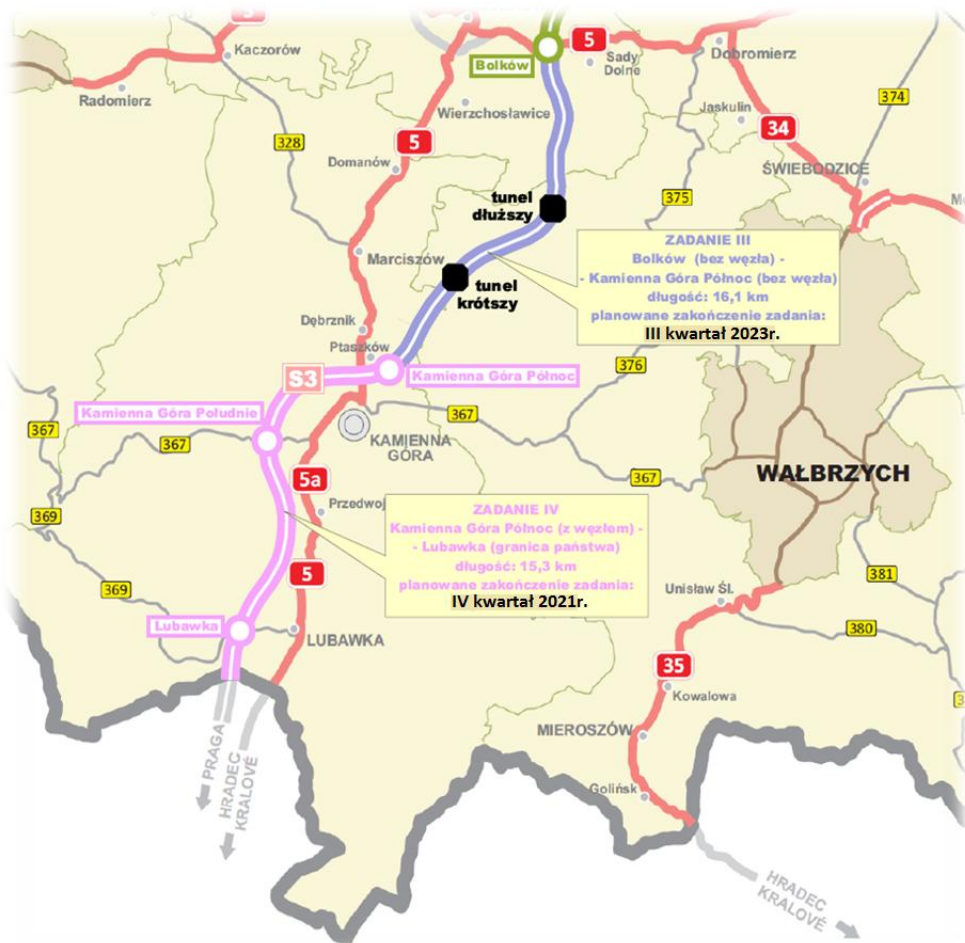 3
Kaczorów
Radomierz
328
5
Domanów
Wierzchosławice
Bolków
5
Sady
Dolne
Dobromierz
Jaskulin
374
34
ŚWIEBODZICE
375
tunel
dłuższy
Marciszów
tunel
krótszy
ZADANIE III
Bolków (bez węzła) -
- Kamienna Góra Północ (bez węzła)
długość: 16,1 km
planowane zakończenie zadania:
III kwartał 2023r.
Dębrznik
Ptaszków
S3
Kamienna Góra Północ
376
Kamienna Góra Południe
367
367
367
KAMIENNA
GÓRA
367
WAŁBRZYCH
5a
Przedwoj
369
ZADANIE IV
Kamienna Góra Północ (z węzłem) -
- Lubawka (granica państwa)
długość: 15,3 km
planowane zakończenie zadania:
IV kwartał 2021r.
369
5
Unisław Śl.
381
380
Lubawka
LUBAWKA
35
Kowalowa
MIEROSZÓW
Golińsk
PRAGA
HRADEC
KRALOVÉ
HRADEC
KRALOVÉ